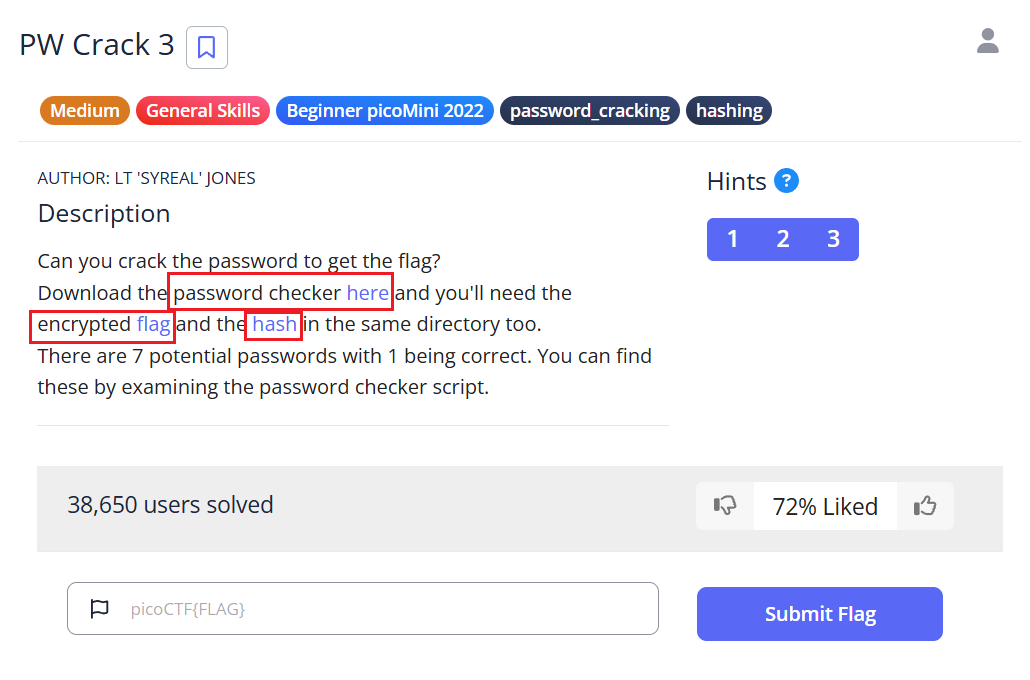 PW Crack 3
Medium General Skills Beginner picoMini 2022 password_cracking hashing
AUTHOR: LT 'SYREAL' JONES
Description
Can you crack the password to get the flag?
Download the password checker here and you'll need the
encrypted flag and the hash in the same directory too.
There are 7 potential passwords with 1 being correct. You can find
these by examining the password checker script.
Hints ?
1 2 3
38,650 users solved
72% Liked
picoCTF{FLAG}
Submit Flag